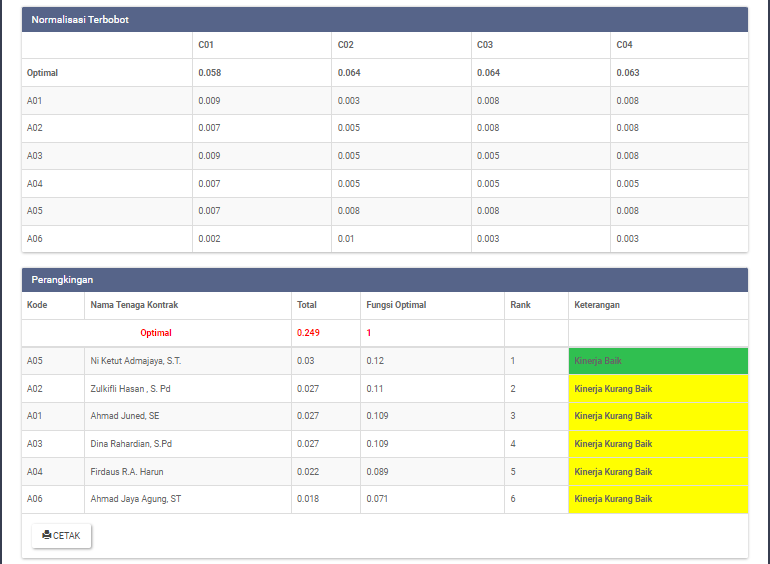 Normalisasi Terbobot
C01 C02 C03 C04
Optimal 0.058 0.064 0.064 0.063
A01 0.009 0.003 0.008 0.008
A02 0.007 0.005 0.008 0.008
A03 0.009 0.005 0.005 0.008
A04 0.007 0.005 0.005 0.005
A05 0.007 0.008 0.008 0.008
A06 0.002 0.01 0.003 0.003
Perangkingan
Kode Nama Tenaga Kontrak Total Fungsi Optimal Rank Keterangan
Optimal 0.249 1
A05 Ni Ketut Admajaya, S.T. 0.03 0.12 1 Kinerja Baik
A02 Zulkifli Hasan , S. Pd 0.027 0.11 2 Kinerja Kurang Baik
A01 Ahmad Juned, SE 0.027 0.109 3 Kinerja Kurang Baik
A03 Dina Rahardian, S.Pd 0.027 0.109 4 Kinerja Kurang Baik
A04 Firdaus R.A. Harun 0.022 0.089 5 Kinerja Kurang Baik
A06 Ahmad Jaya Agung, ST 0.018 0.071 6 Kinerja Kurang Baik
CETAK